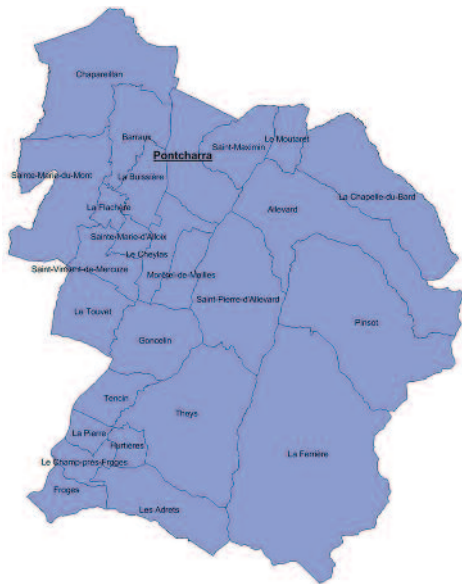 Chapareillan
Barraux
Le Moutaret
Saint-Maximin
Pontcharra
Sainte-Marie-du-Mont
La Buissière
La Chapelle-du-Bard
La Flachère
Allevard
Sainte-Marie-d'Alloix
Le Cheylas
Saint-Vincent-de-Mercuze
Morêtel-de-Mailles
Saint-Pierre-d'Allevard
Le Touvet
Pinsot
Goncelin
Tencin
Theys
La Pierre
Hurtières
La Ferrière
Le Champ-près-Froges
Froges
Les Adrets